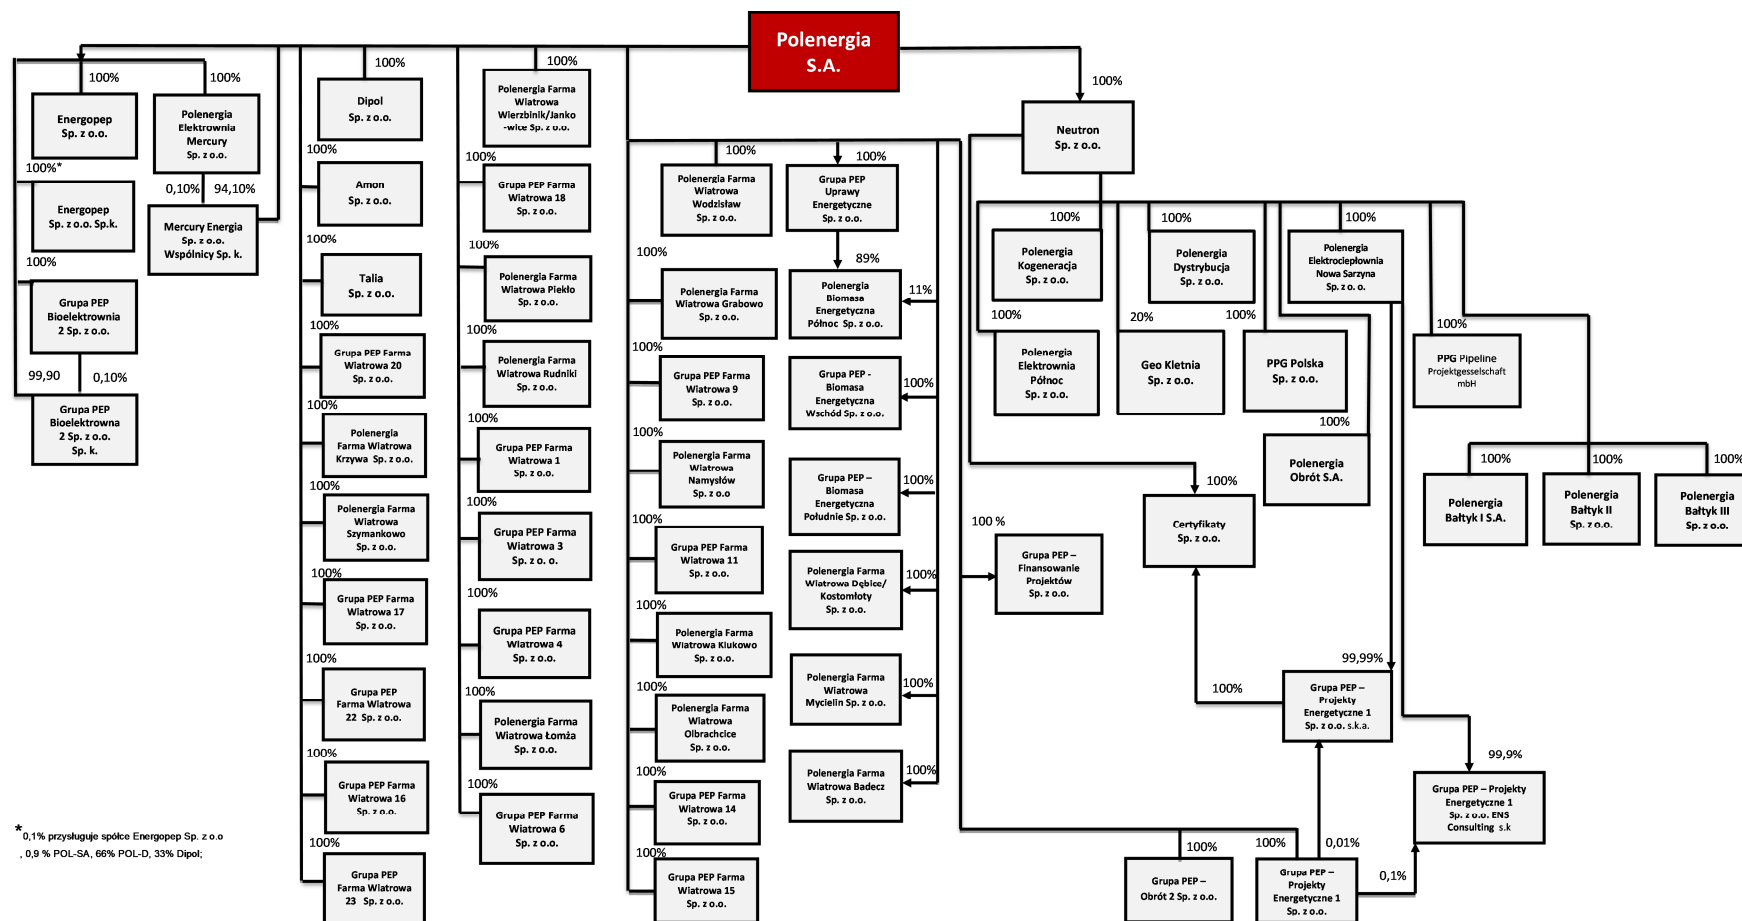 Polenergia
S.A.
100%
Energopep
Sp. z o.o.
100%
Polenergia
Elektrownia
Mercury
Sp. z o.o.
100%*
Energopep
Sp. z o.o. Sp.k.
0,10%
94,10%
Mercury Energia
Sp. z o.o.
Wspólnicy Sp. k.
100%
Grupa PEP
Bioelektrownia
2 Sp. z o.o.
99,90
0,10%
Grupa PEP
Bioelektrowna
2 Sp. z o.o.
Sp. k.
*0,1% przysługuje spółce Energopep Sp. z o.o
, 0,9 % POL-SA, 66% POL-D, 33% Dipol;
100%
Dipol
Sp. z o.o.
100%
Amon
Sp. z o.o.
100%
Talia
Sp. z o.o.
100%
Grupa PEP Farma
Wiatrowa 20
Sp. z o.o.
100%
Polenergia
Farma Wiatrowa
Krzywa Sp. z o.o.
100%
Polenergia Farma
Wiatrowa
Szymankowo
Sp. z o.o.
100%
Grupa PEP Farma
Wiatrowa 17
Sp. z o.o.
100%
Grupa PEP
Farma Wiatrowa
22 Sp. z o.o.
100%
Grupa PEP Farma
Wiatrowa 16
Sp. z o.o.
100%
Grupa PEP
Farma Wiatrowa
23 Sp. z o.o.
100%
Polenergia Farma
Wiatrowa
Wierzbinik/Janko
-wice Sp. z o.o.
100%
Grupa PEP Farma
Wiatrowa 18
Sp. z o.o.
100%
Polenergia Farma
Wiatrowa Piekło
Sp. z o.o.
100%
Polenergia Farma
Wiatrowa Rudniki
Sp. z o.o.
100%
Grupa PEP Farma
Wiatrowa 1
Sp. z o.o.
100%
Grupa PEP Farma
Wiatrowa 3
Sp. z o. o.
100%
Grupa PEP Farma
Wiatrowa 4
Sp. z o.o.
100%
Polenergia Farma
Wiatrowa Łomża
Sp. z o.o.
100%
Grupa PEP Farma
Wiatrowa 6
Sp. z o.o.
100%
Polenergia Farma
Wiatrowa
Wodzisław
Sp. z o.o.
100%
Polenergia Farma
Wiatrowa Grabowo
Sp. z o.o.
100%
Grupa PEP Farma
Wiatrowa 9
Sp. z o.o.
100%
Polenergia Farma
Wiatrowa
Namysłów
Sp. z o.o
100%
Grupa PEP Farma
Wiatrowa 11
Sp. z o.o.
100%
Polenergia Farma
Wiatrowa Klukowo
Sp. z o.o.
100%
Polenergia Farma
Wiatrowa
Olbrachcice
Sp. z o.o.
100%
Grupa PEP Farma
Wiatrowa 14
Sp. z o.o.
100%
Grupa PEP Farma
Wiatrowa 15
Sp. z o.o.
100%
Grupa PEP
Uprawy
Energetyczne
Sp. z o.o.
89%
11%
Polenergia
Biomasa
Energetyczna
Północ Sp. z o.o.
100%
Grupa PEP -
Biomasa
Energetyczna
Wschód Sp. z o.o.
100%
Grupa PEP –
Biomasa
Energetyczna
Południe Sp. z o.o.
100%
Polenergia Farma
Wiatrowa Dębice/
Kostomłoty
Sp. z o.o.
100%
Polenergia Farma
Wiatrowa
Mycielin Sp. z o.o.
100%
Polenergia Farma
Wiatrowa Badecz
Sp. z o.o.
100 %
Grupa PEP –
Finansowanie
Projektów
Sp. z o.o.
100%
Neutron
Sp. z o.o.
100%
Polenergia
Kogeneracja
Sp. z o.o.
100%
Polenergia
Dystrybucja
Sp. z o.o.
100%
Polenergia
Elektrociepłownia
Nowa Sarzyna
Sp. z o. o.
100%
Polenergia
Elektrownia
Północ
Sp. z o.o.
20%
Geo Kletnia
Sp. z o.o.
100%
PPG Polska
Sp. z o.o.
100%
PPG Pipeline
Projektgesselschaft
mbH
100%
Polenergia
Obrót S.A.
100%
Certyfikaty
Sp. z o.o.
100%
Polenergia
Bałtyk I S.A.
100%
Polenergia
Bałtyk II
Sp. z o.o.
100%
Polenergia
Bałtyk III
Sp. z o.o.
99,99%
100%
Grupa PEP –
Projekty
Energetyczne 1
Sp. z o.o. s.k.a.
99,9%
Grupa PEP – Projekty
Energetyczne 1
Sp. z o.o. ENS
Consulting s.k
100%
Grupa PEP –
Obrót 2 Sp. z o.o.
100%
0,01%
0,1%
Grupa PEP –
Projekty
Energetyczne 1
Sp. z o.o.